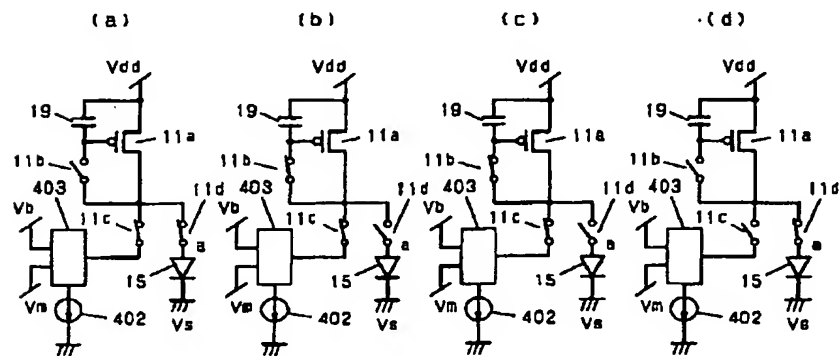 (a) (b) (c) (d)
Vdd Vdd Vdd Vdd
19 19 19 19
11a 11a 11a 11a
11b 11b 11b 11b
403 403 403 403
11d 11d 11d 11d
Vb Vb Vb Vb
11c 11c 11c 11c
a a a a
15 15 15 15
Vm Vm Vm Vm
402 402 402 402
Vs Vs Vs Vs